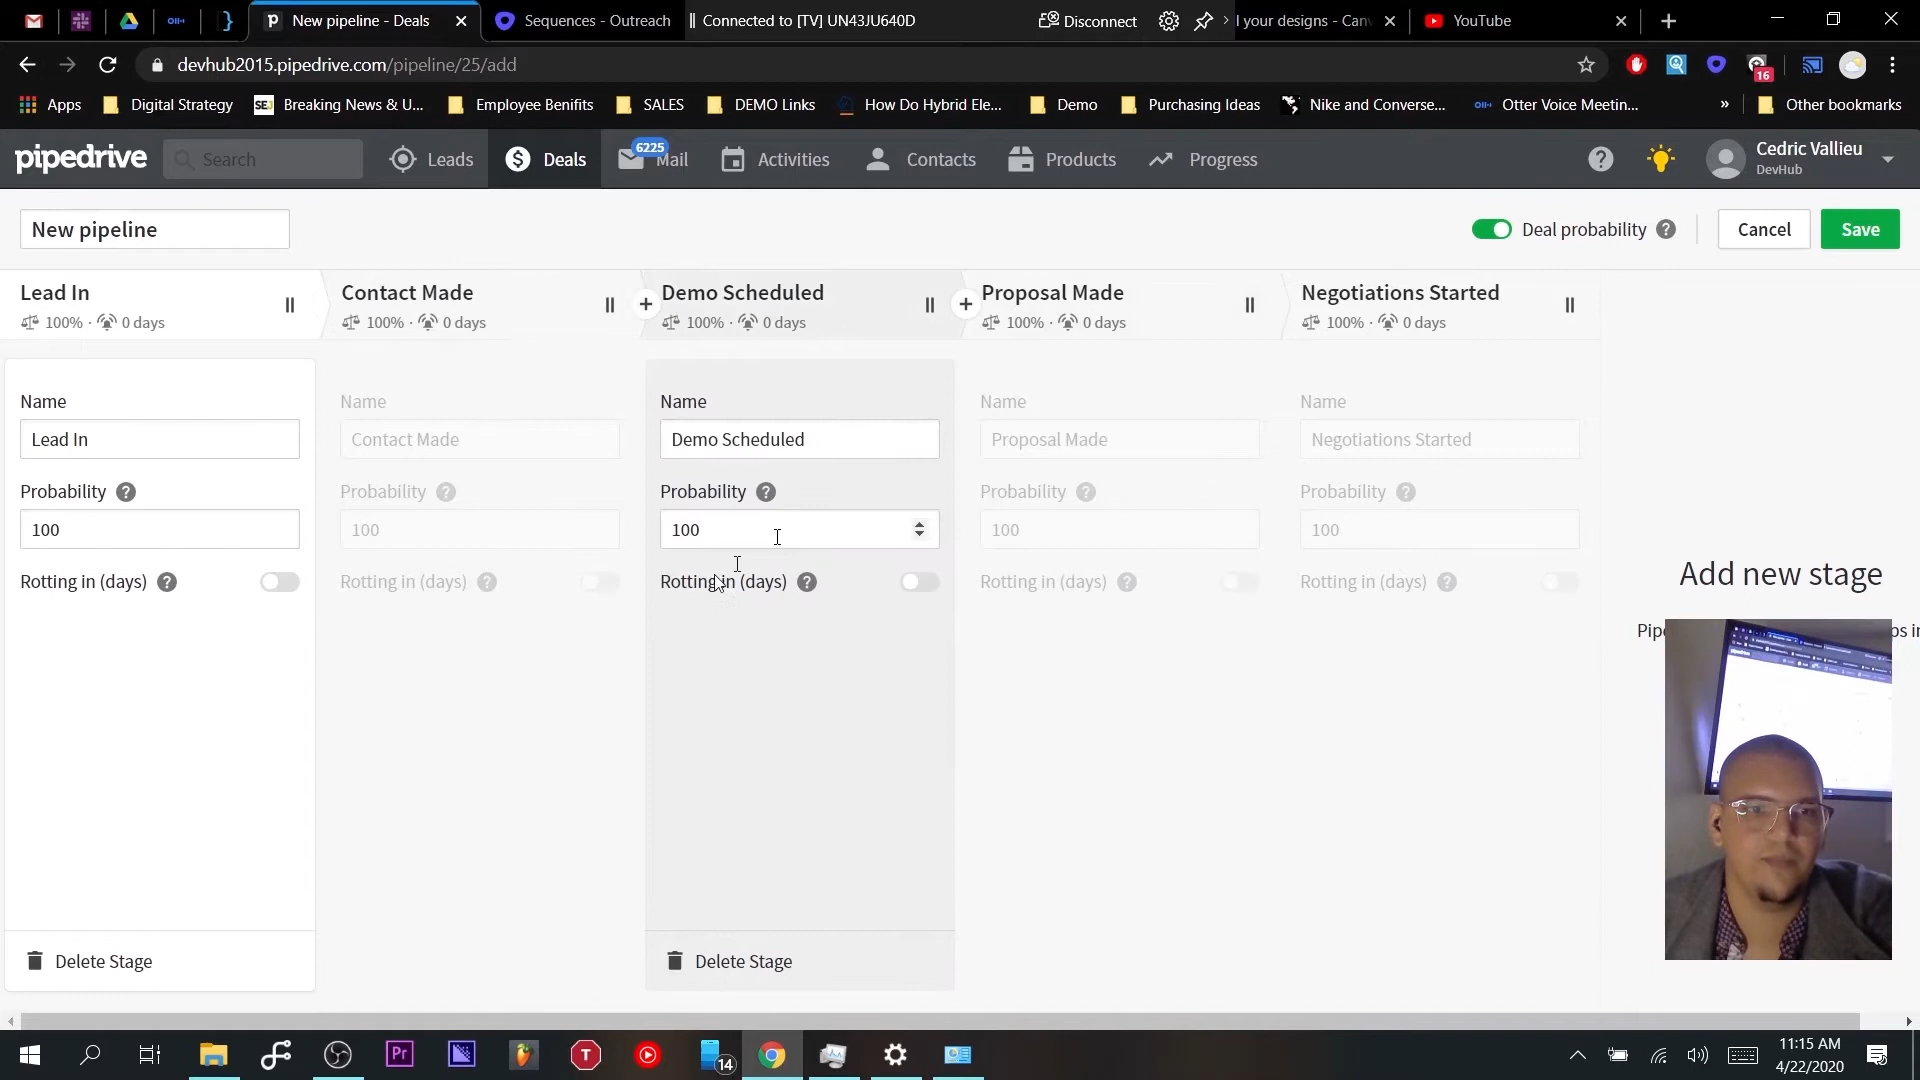 New pipeline - Deals
Sequences - Outreach
Connected to [TV] UN43JU640D
Disconnect
l your designs - Canv
YouTube
devhub2015.pipedrive.com/pipeline/25/add
16
Apps
Digital Strategy
SEJ
Breaking News & U...
Employee Benifits
SALES
DEMO Links
How Do Hybrid Ele...
Demo
Purchasing Ideas
Nike and Converse...
Otter Voice Meetin...
»
Other bookmarks
pipedrive
Search
Leads
Deals
6225
Mail
Activities
Contacts
Products
Progress
Cedric Vallieu
DevHub
New pipeline
Deal probability
Cancel
Save
Lead In
100% · 0 days
Contact Made
100% · 0 days
Demo Scheduled
100% · 0 days
Proposal Made
100% · 0 days
Negotiations Started
100% · 0 days
Name
Lead In
Probability
100
Rotting in (days)
Delete Stage
Name
Contact Made
Probability
100
Rotting in (days)
Name
Demo Scheduled
Probability
100
Rotting in (days)
Delete Stage
Name
Proposal Made
Probability
100
Rotting in (days)
Name
Negotiations Started
Probability
100
Rotting in (days)
Add new stage
Pr
T
14
11:15 AM
4/22/2020